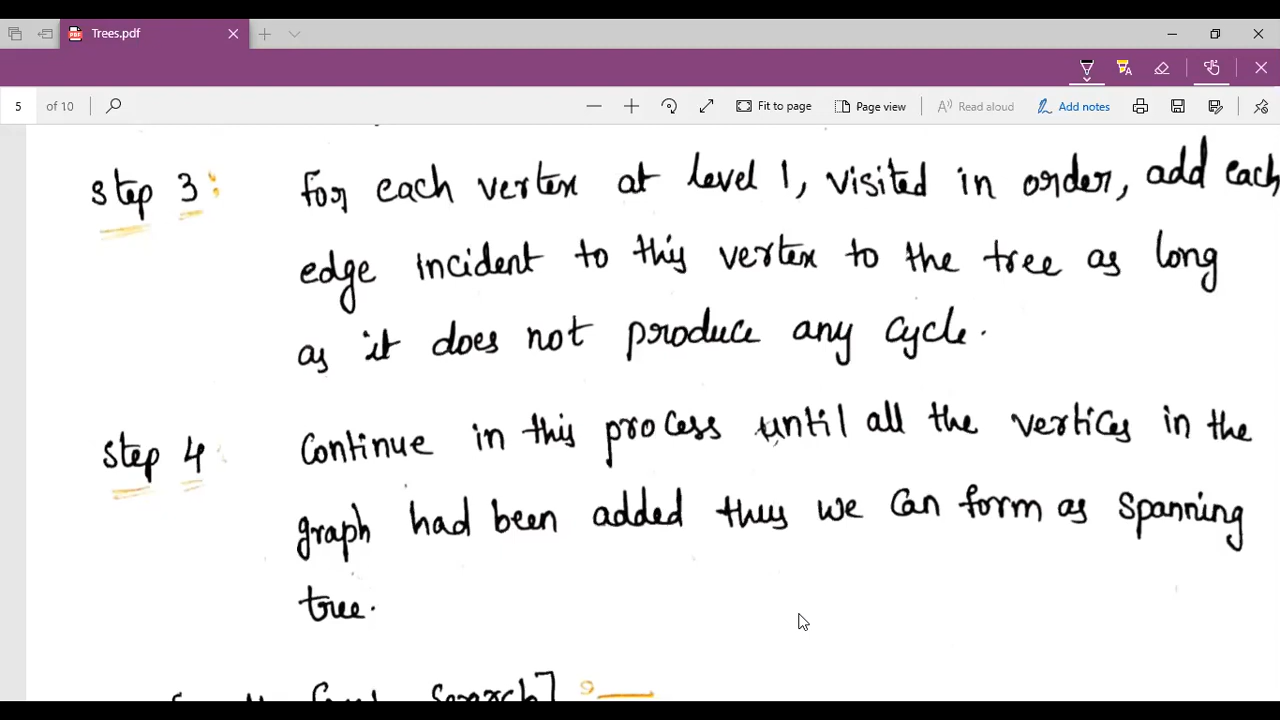 Trees.pdf
5 of 10
Fit to page
Page view
Read aloud
Add notes
step 3: For each vertex at level 1, visited in order, add each
edge incident to this vertex to the tree as long
as it does not produce any cycle.
step 4 Continue in this process until all the vertices in the
graph had been added thus we can form as spanning
tree.
search]